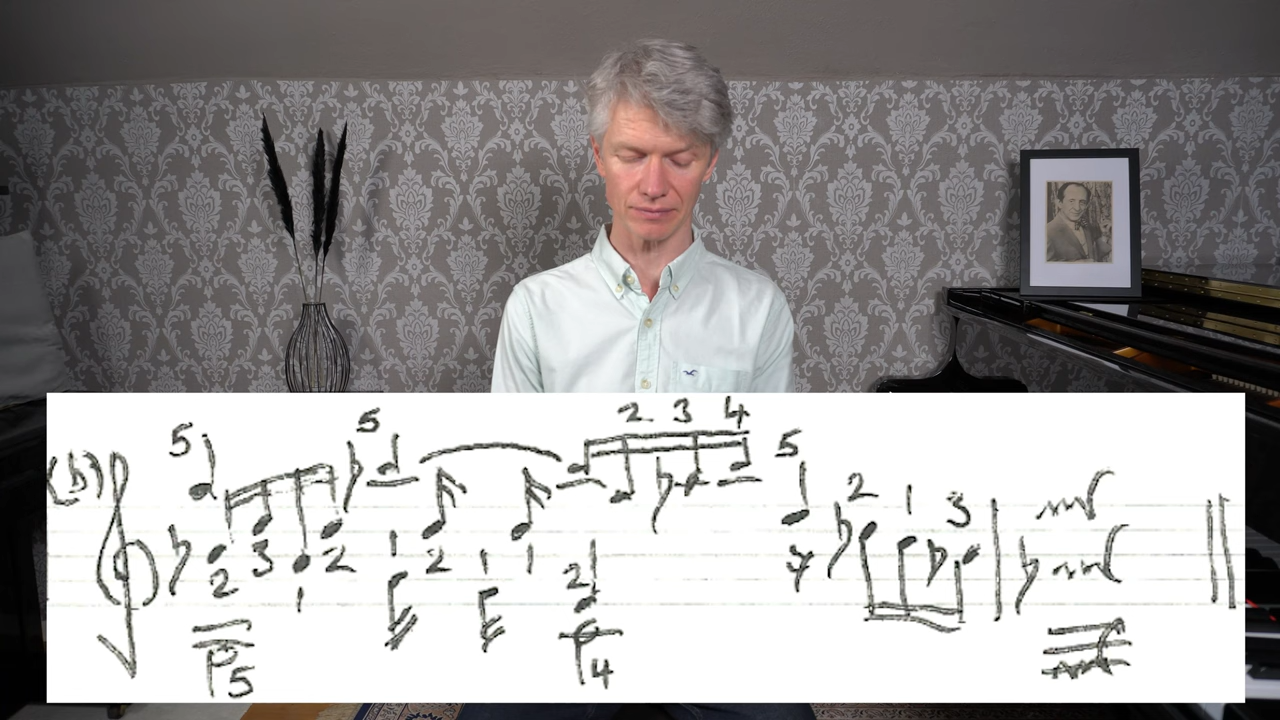 5 5 2 3 4 5
(b) 2 1 3
2 3 2 1 2 1 1
1 2
5 4